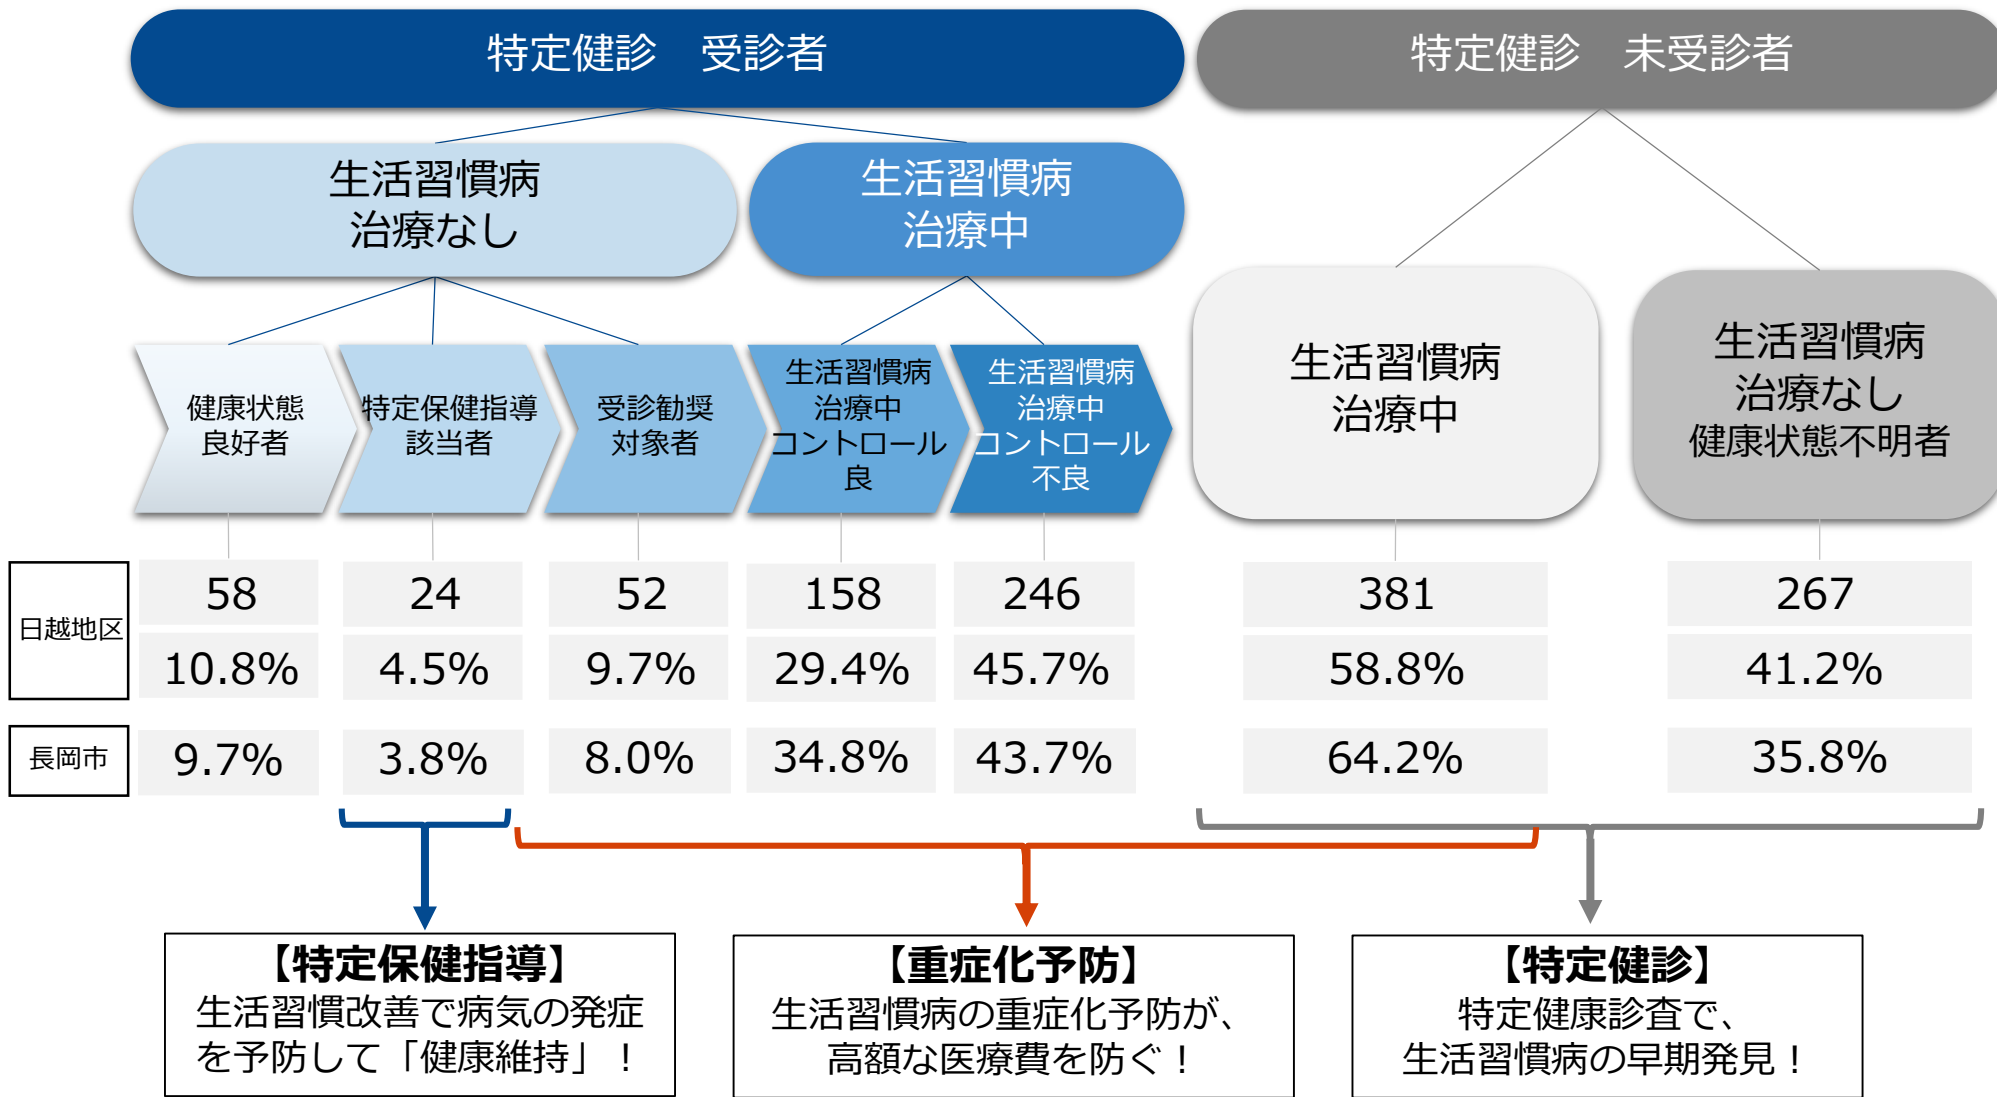 特定健診　受診者
特定健診　未受診者
生活習慣病
治療なし
生活習慣病
治療中
健康状態
良好者
特定保健指導
該当者
受診勧奨
対象者
生活習慣病
治療中
コントロール
良
生活習慣病
治療中
コントロール
不良
生活習慣病
治療中
生活習慣病
治療なし
健康状態不明者
日越地区
58 24 52 158 246 381 267
10.8% 4.5% 9.7% 29.4% 45.7% 58.8% 41.2%
長岡市
9.7% 3.8% 8.0% 34.8% 43.7% 64.2% 35.8%
【特定保健指導】
生活習慣改善で病気の発症
を予防して「健康維持」！
【重症化予防】
生活習慣病の重症化予防が、
高額な医療費を防ぐ！
【特定健診】
特定健康診査で、
生活習慣病の早期発見！